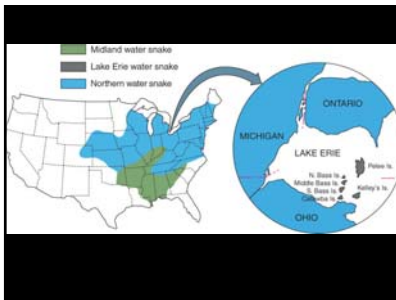 Midland water snake
Lake Erie water snake
Northern water snake
ONTARIO
MICHIGAN
LAKE ERIE
Pelee Is.
N. Bass Is.
Middle Bass Is.
S. Bass Is.
Kelley's Is.
Catawba Is.
OHIO